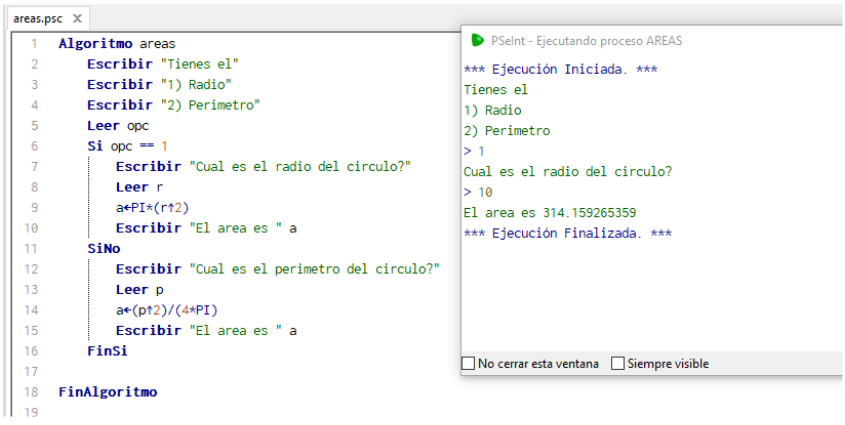 areas.psc X
1 Algoritmo areas
2 Escribir "Tienes el"
3 Escribir "1) Radio"
4 Escribir "2) Perimetro"
5 Leer opc
6 Si opc == 1
7 Escribir "Cual es el radio del circulo?"
8 Leer r
9 a←PI*(r↑2)
10 Escribir "El area es " a
11 SiNo
12 Escribir "Cual es el perimetro del circulo?"
13 Leer p
14 a←(p↑2)/(4*PI)
15 Escribir "El area es " a
16 FinSi
17
18 FinAlgoritmo
19
PSeInt - Ejecutando proceso AREAS
*** Ejecución Iniciada. ***
Tienes el
1) Radio
2) Perimetro
> 1
Cual es el radio del circulo?
> 10
El area es 314.159265359
*** Ejecución Finalizada. ***
No cerrar esta ventana Siempre visible